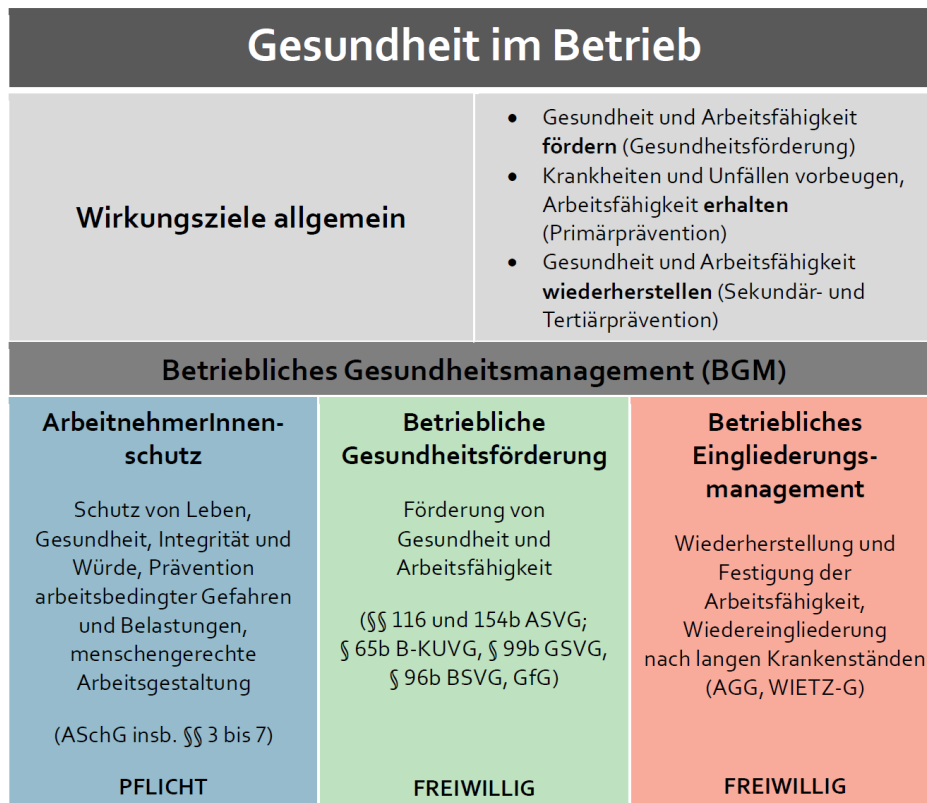 Gesundheit im Betrieb
Wirkungsziele allgemein
• Gesundheit und Arbeitsfähigkeit
fördern (Gesundheitsförderung)
• Krankheiten und Unfällen vorbeugen,
Arbeitsfähigkeit erhalten
(Primärprävention)
• Gesundheit und Arbeitsfähigkeit
wiederherstellen (Sekundär- und
Tertiärprävention)
Betriebliches Gesundheitsmanagement (BGM)
ArbeitnehmerInnen-
schutz
Schutz von Leben,
Gesundheit, Integrität und
Würde, Prävention
arbeitsbedingter Gefahren
und Belastungen,
menschengerechte
Arbeitsgestaltung
(ASchG insb. §§ 3 bis 7)
PFLICHT
Betriebliche
Gesundheitsförderung
Förderung von
Gesundheit und
Arbeitsfähigkeit
(§§ 116 und 154b ASVG;
§ 65b B-KUVG, § 99b GSVG,
§ 96b BSVG, GfG)
FREIWILLIG
Betriebliches
Eingliederungs-
management
Wiederherstellung und
Festigung der
Arbeitsfähigkeit,
Wiedereingliederung
nach langen Krankenständen
(AGG, WIETZ-G)
FREIWILLIG